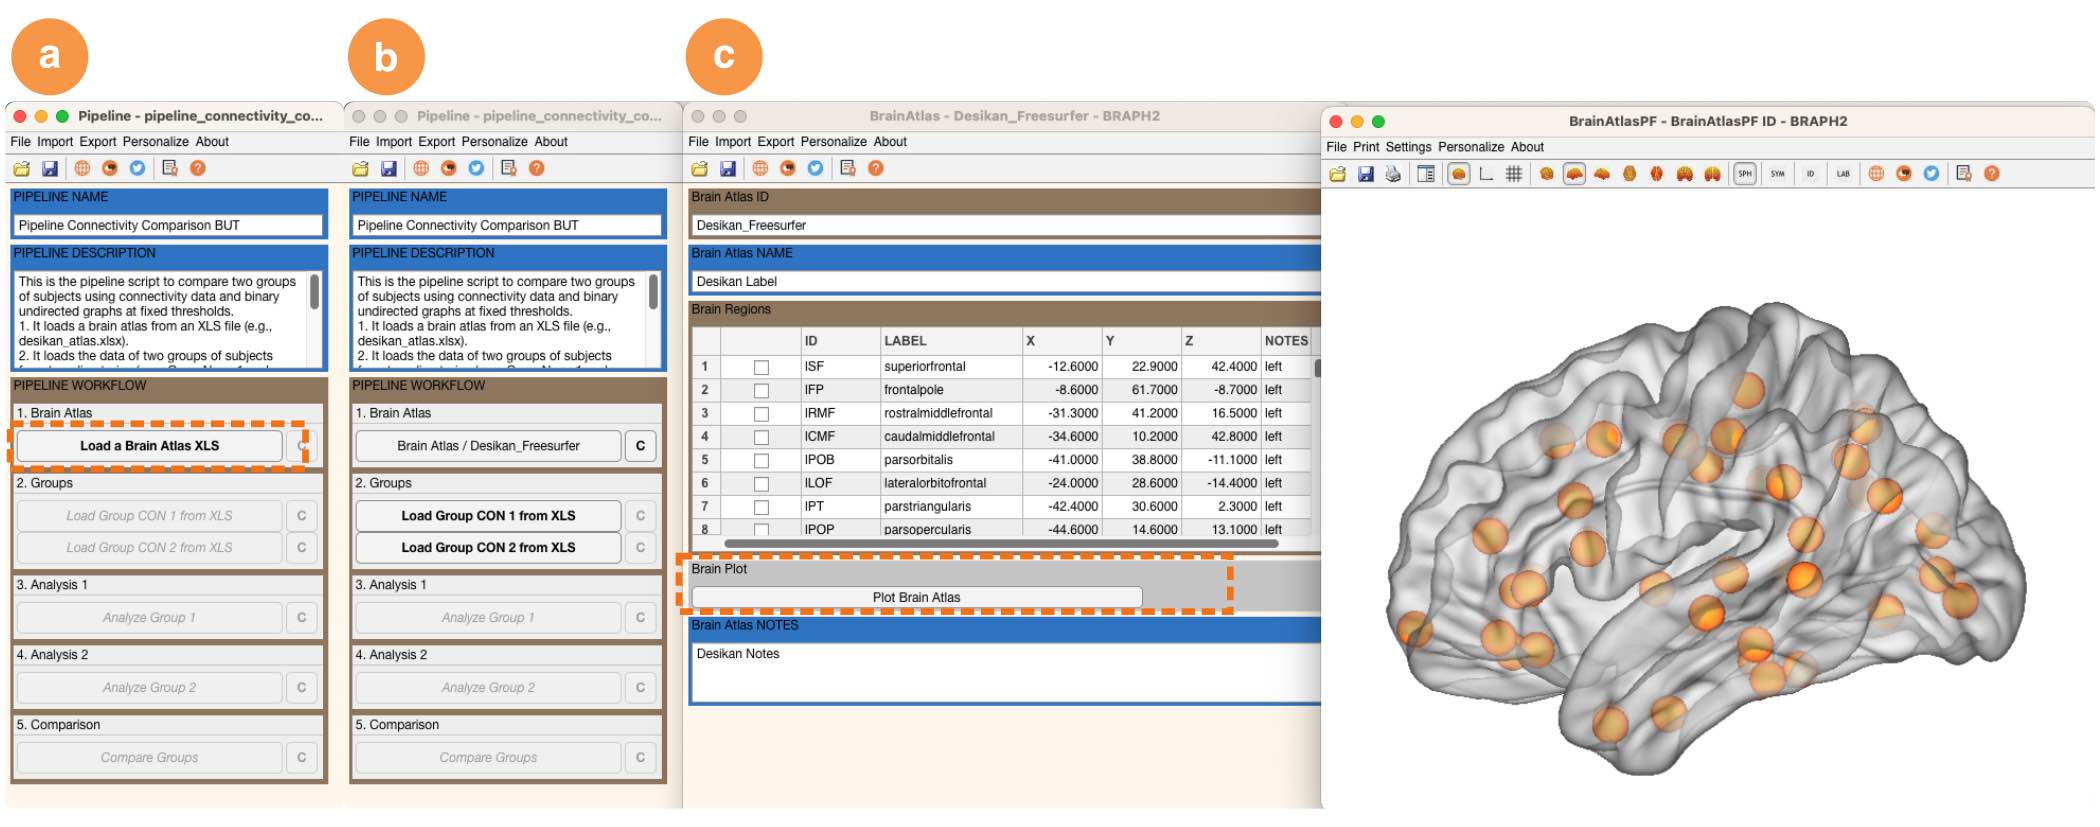 a
b
c
Pipeline - pipeline_connectivity_co...
File Import Export Personalize About
PIPELINE NAME
Pipeline Connectivity Comparison BUT
PIPELINE DESCRIPTION
This is the pipeline script to compare two groups
of subjects using connectivity data and binary
undirected graphs at fixed thresholds.
1. It loads a brain atlas from an XLS file (e.g.,
desikan_atlas.xlsx).
2. It loads the data of two groups of subjects
PIPELINE WORKFLOW
1. Brain Atlas
Load a Brain Atlas XLS
C
2. Groups
Load Group CON 1 from XLS C
Load Group CON 2 from XLS C
3. Analysis 1
Analyze Group 1 C
4. Analysis 2
Analyze Group 2 C
5. Comparison
Compare Groups C
Pipeline - pipeline_connectivity_co...
File Import Export Personalize About
PIPELINE NAME
Pipeline Connectivity Comparison BUT
PIPELINE DESCRIPTION
This is the pipeline script to compare two groups
of subjects using connectivity data and binary
undirected graphs at fixed thresholds.
1. It loads a brain atlas from an XLS file (e.g.,
desikan_atlas.xlsx).
2. It loads the data of two groups of subjects
PIPELINE WORKFLOW
1. Brain Atlas
Brain Atlas / Desikan_Freesurfer C
2. Groups
Load Group CON 1 from XLS C
Load Group CON 2 from XLS C
3. Analysis 1
Analyze Group 1 C
4. Analysis 2
Analyze Group 2 C
5. Comparison
Compare Groups C
BrainAtlas - Desikan_Freesurfer - BRAPH2
File Import Export Personalize About
Brain Atlas ID
Desikan_Freesurfer
Brain Atlas NAME
Desikan Label
Brain Regions
ID LABEL X Y Z NOTES
1 lSF superiorfrontal -12.6000 22.9000 42.4000 left
2 lFP frontalpole -8.6000 61.7000 -8.7000 left
3 lRMF rostralmiddlefrontal -31.3000 41.2000 16.5000 left
4 lCMF caudalmiddlefrontal -34.6000 10.2000 42.8000 left
5 lPOB parsorbitalis -41.0000 38.8000 -11.1000 left
6 lLOF lateralorbitofrontal -24.0000 28.6000 -14.4000 left
7 lPT parstriangularis -42.4000 30.6000 2.3000 left
8 lPOP parsopercularis -44.6000 14.6000 13.1000 left
Brain Plot
Plot Brain Atlas
Brain Atlas NOTES
Desikan Notes
BrainAtlasPF - BrainAtlasPF ID - BRAPH2
File Print Settings Personalize About
SPH SYM ID LAB